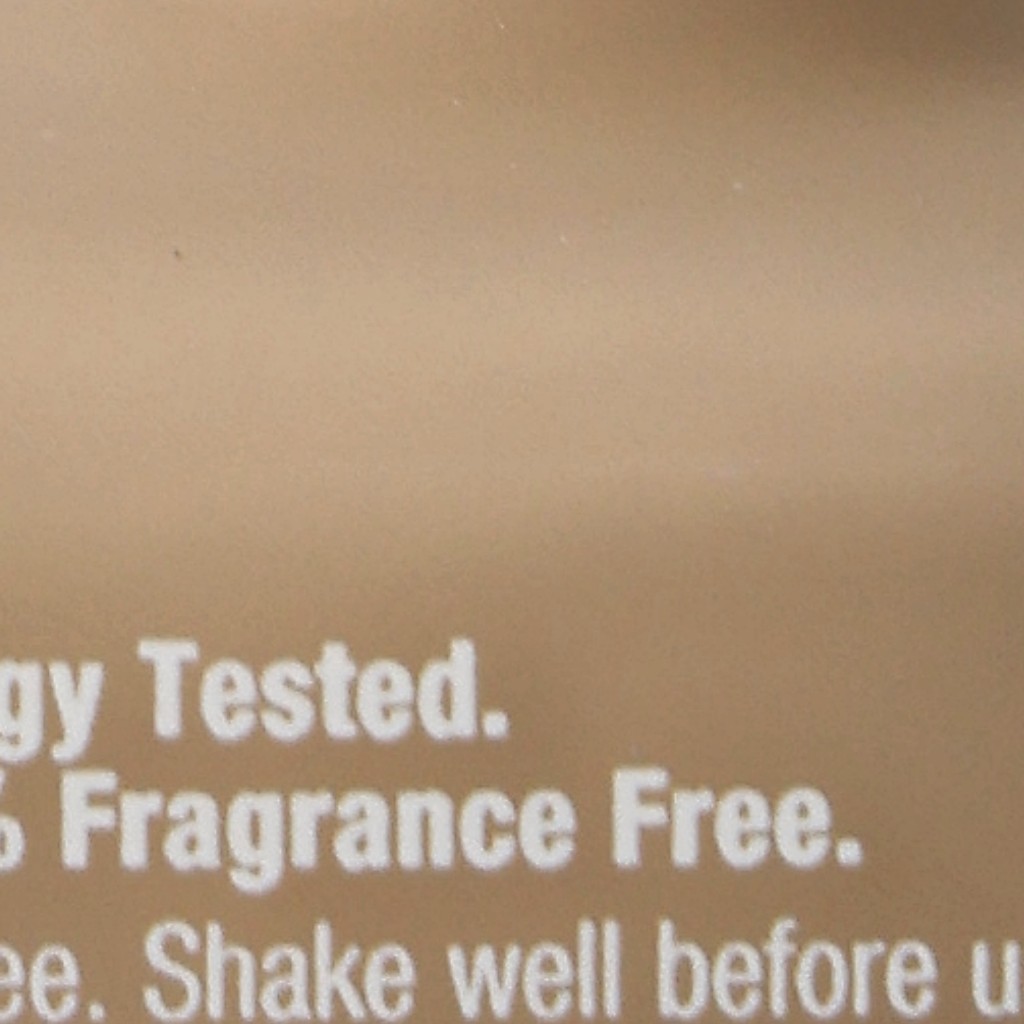 gy Tested.
% Fragrance Free.
ee. Shake well before u